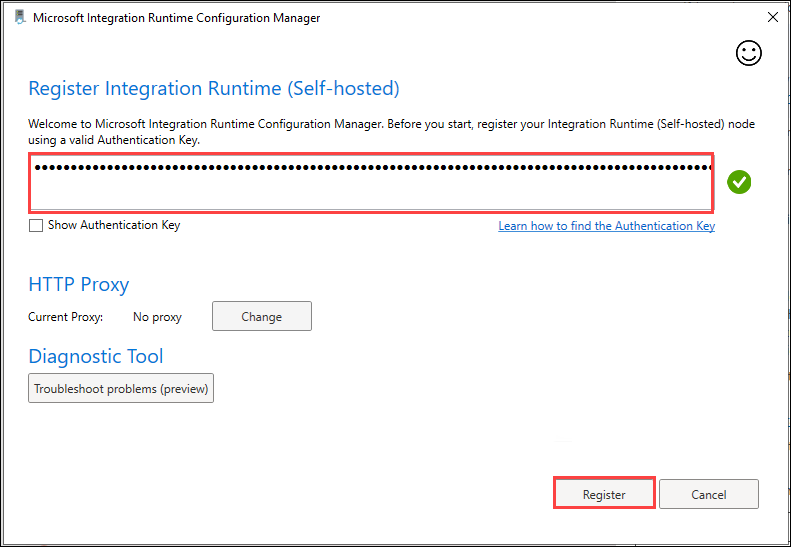 Microsoft Integration Runtime Configuration Manager
Register Integration Runtime (Self-hosted)
Welcome to Microsoft Integration Runtime Configuration Manager. Before you start, register your Integration Runtime (Self-hosted) node
using a valid Authentication Key.
Show Authentication Key
Learn how to find the Authentication Key
HTTP Proxy
Current Proxy: No proxy Change
Diagnostic Tool
Troubleshoot problems (preview)
Register Cancel